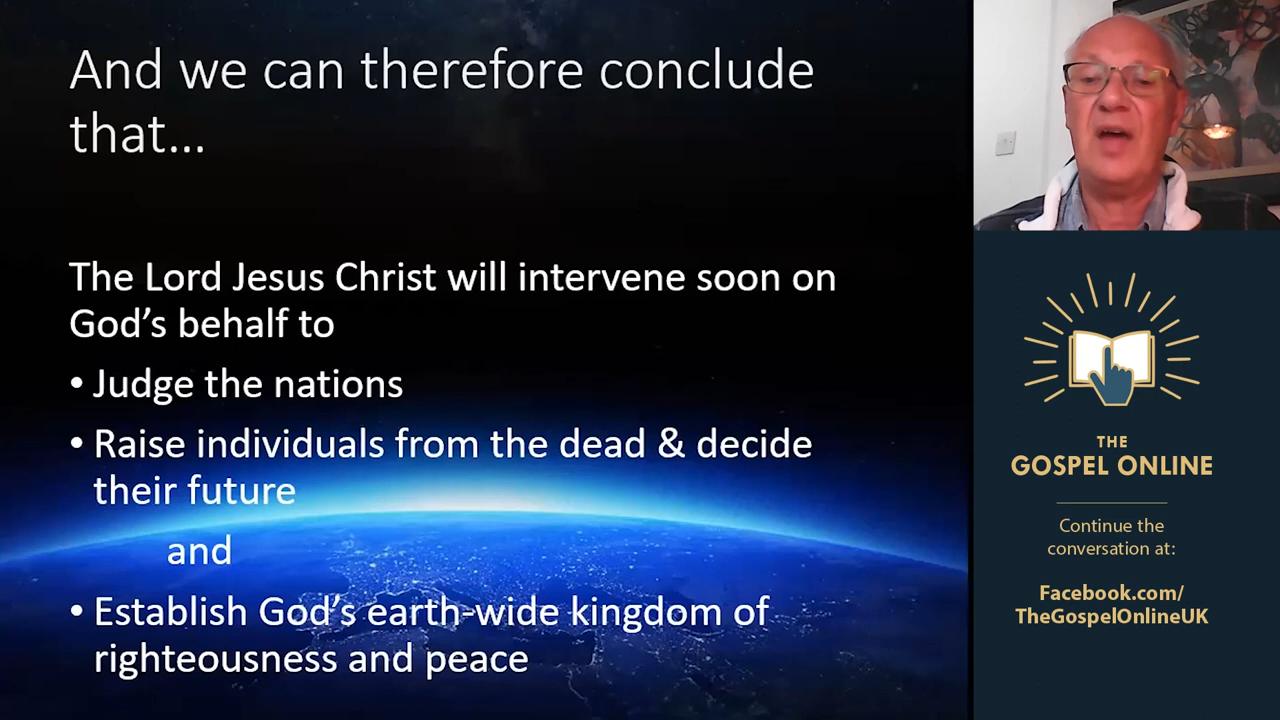 And we can therefore conclude
that...
The Lord Jesus Christ will intervene soon on
God's behalf to
• Judge the nations
• Raise individuals from the dead & decide
their future
and
• Establish God's earth-wide kingdom of
righteousness and peace
THE
GOSPEL ONLINE
Continue the
conversation at:
Facebook.com/
TheGospelOnlineUK